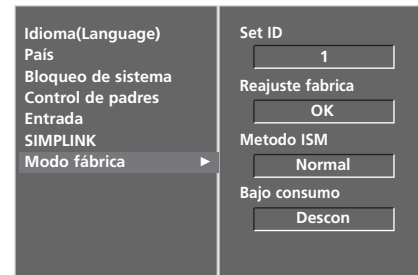 Idioma(Language)
País
Bloqueo de sistema
Control de padres
Entrada
SIMPLINK
Modo fábrica ►
Set ID
1
Reajuste fabrica
OK
Metodo ISM
Normal
Bajo consumo
Descon